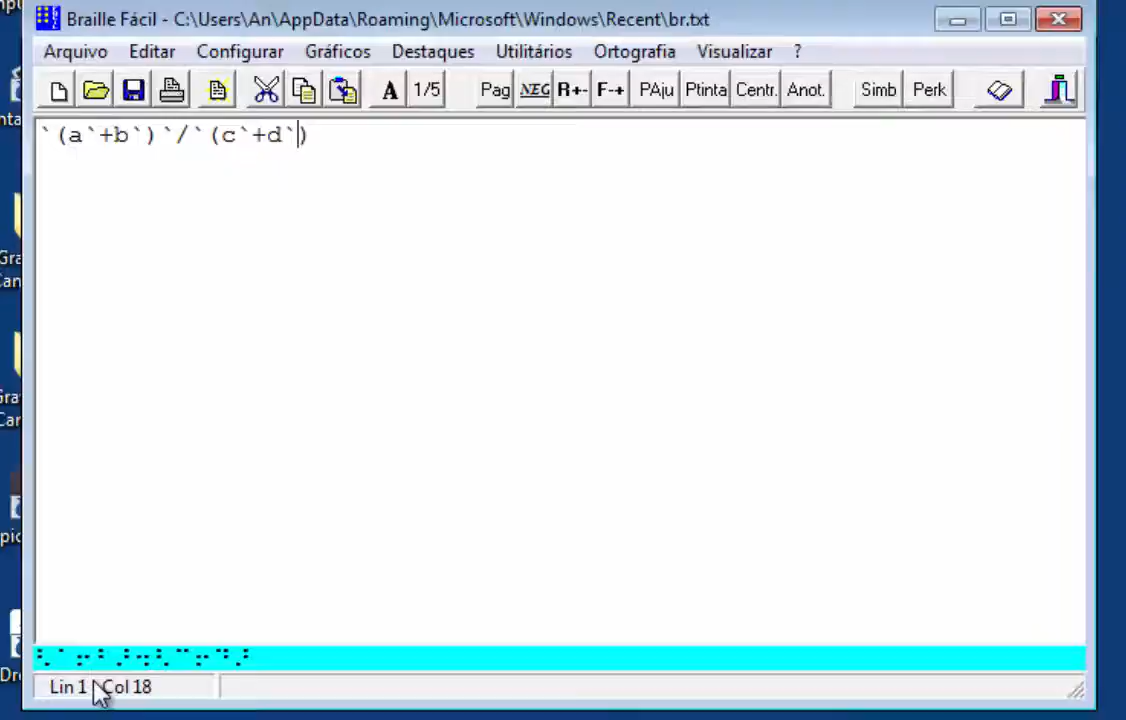 Braille Fácil - C:\Users\An\AppData\Roaming\Microsoft\Windows\Recent\br.txt
Arquivo Editar Configurar Gráficos Destaques Utilitários Ortografia Visualizar ?
A 1/5 Pag NEG R+- F-+ PAju Ptinta Centr. Anot. Simb Perk
`(a`+b`)`/`(c`+d`)
⠣⠁⠖⠃⠜⠲⠣⠉⠖⠙⠜
Lin 1 Col 18